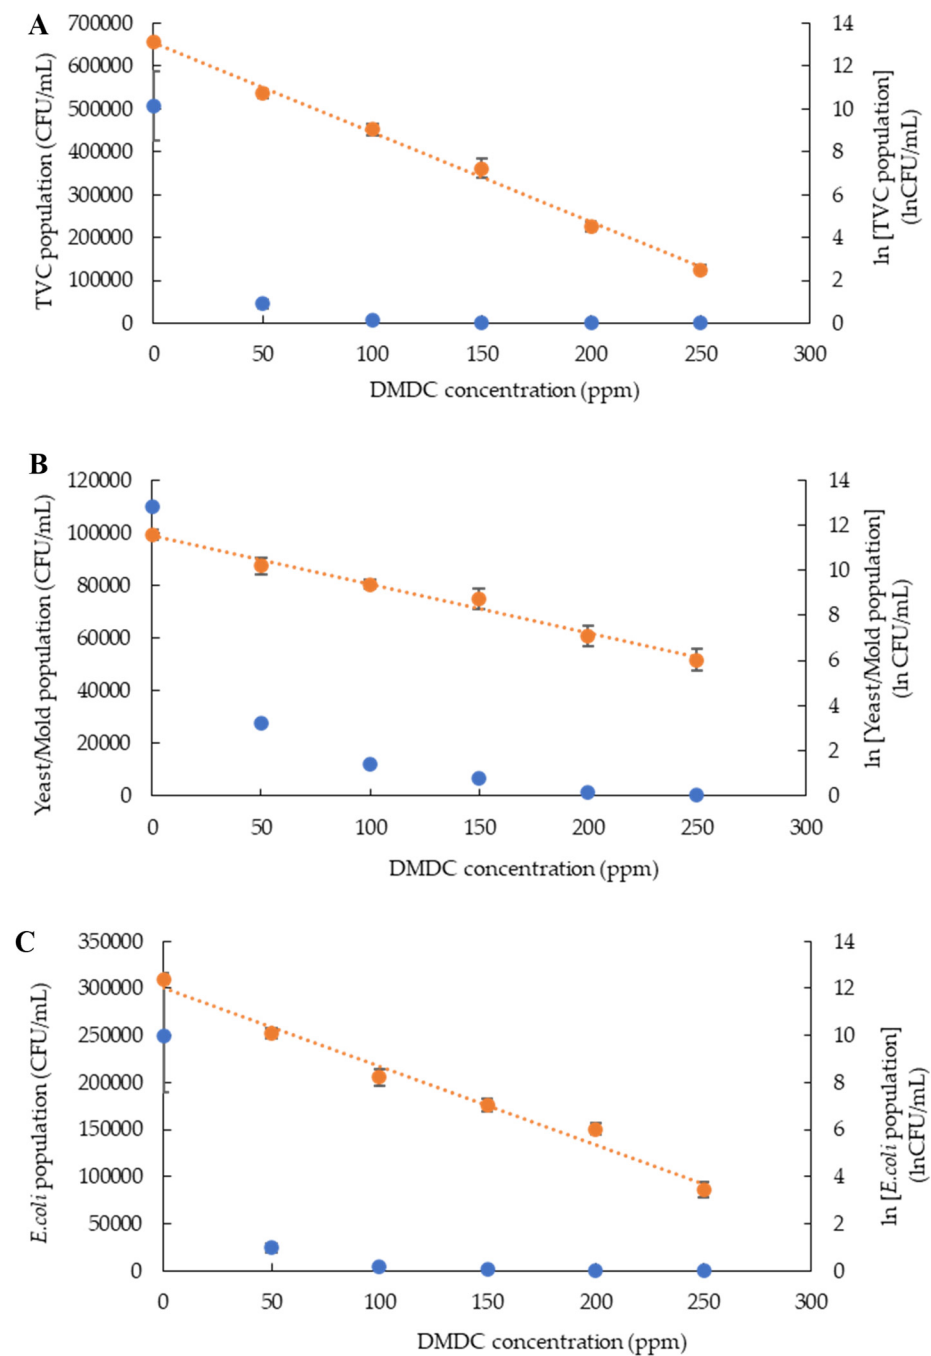 A
TVC population (CFU/mL)
700000
600000
500000
400000
300000
200000
100000
0
14
12
10
8
6
4
2
0
ln [TVC population]
(lnCFU/mL)
0 50 100 150 200 250 300
DMDC concentration (ppm)
B
Yeast/Mold population (CFU/mL)
120000
100000
80000
60000
40000
20000
0
14
12
10
8
6
4
2
0
ln [Yeast/Mold population]
(ln CFU/mL)
0 50 100 150 200 250 300
DMDC concentration (ppm)
C
E.coli population (CFU/mL)
350000
300000
250000
200000
150000
100000
50000
0
14
12
10
8
6
4
2
0
ln [E.coli population]
(lnCFU/mL)
0 50 100 150 200 250 300
DMDC concentration (ppm)